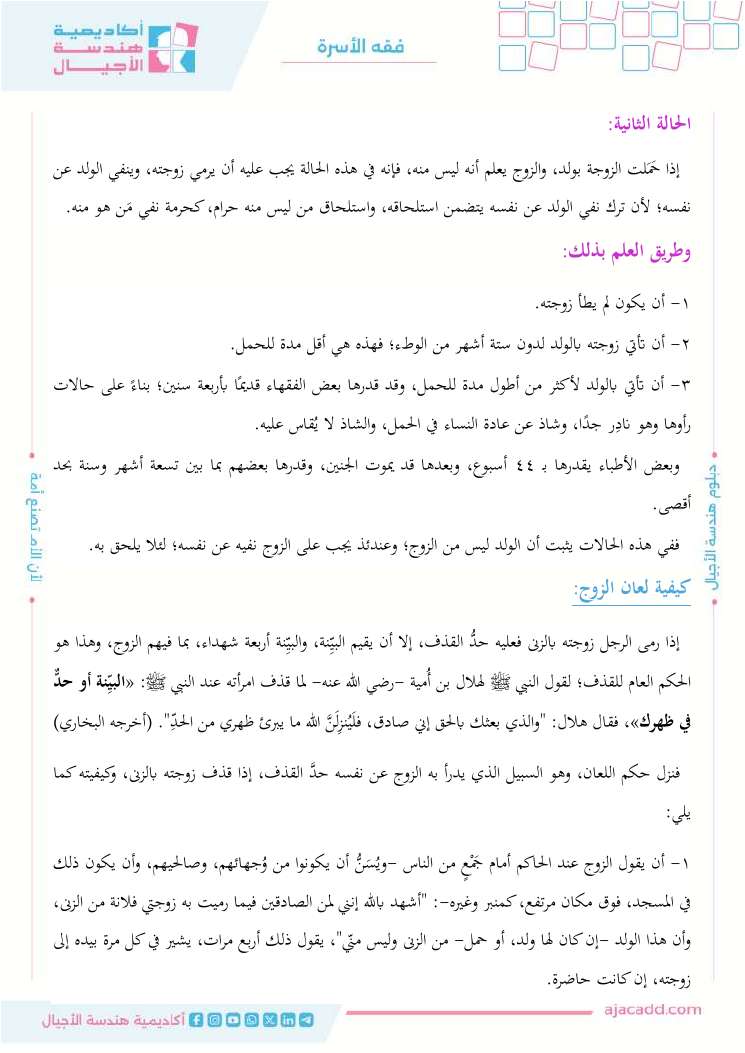 أكاديمية
هندسة
الأجيال
فقه الأسرة
الحالة الثانية:
إذا حَمَلت الزوجة بولد، والزوج يعلم أنه ليس منه، فإنه في هذه الحالة يجب عليه أن يرمي زوجته، وينفي الولد عن
نفسه؛ لأن ترك نفي الولد عن نفسه يتضمن استلحاقه، واستلحاق من ليس منه حرام، كحرمة نفي مَن هو منه.
وطريق العلم بذلك:
١- أن يكون لم يطأ زوجته.
٢- أن تأتي زوجته بالولد لدون ستة أشهر من الوطء؛ فهذه هي أقل مدة للحمل.
٣- أن تأتي بالولد لأكثر من أطول مدة للحمل، وقد قدرها بعض الفقهاء قديمًا بأربعة سنين؛ بناءً على حالات
رأوها وهو نادِر جدًا، وشاذ عن عادة النساء في الحمل، والشاذ لا يُقاس عليه.
وبعض الأطباء يقدرها بـ ٤٤ أسبوع، وبعدها قد يموت الجنين، وقدرها بعضهم بما بين تسعة أشهر وسنة بحد
أقصى.
ففي هذه الحالات يثبت أن الولد ليس من الزوج؛ وعندئذ يجب على الزوج نفيه عن نفسه؛ لئلا يلحق به.
كيفية لعان الزوج:
إذا رمى الرجل زوجته بالزنى فعليه حدُّ القذف، إلا أن يقيم البيِّنة، والبيِّنة أربعة شهداء، بما فيهم الزوج، وهذا هو
الحكم العام للقذف؛ لقول النبي ﷺ لهلال بن أُمية -رضي الله عنه- لما قذف امرأته عند النبي ﷺ: «البيِّنة أو حدٌّ
في ظهرك»، فقال هلال: "والذي بعثك بالحق إني صادق، فلَيُنزِلَنَّ الله ما يبرئ ظهري من الحدِّ". (أخرجه البخاري)
فنزل حكم اللعان، وهو السبيل الذي يدرأ به الزوج عن نفسه حدَّ القذف، إذا قذف زوجته بالزنى، وكيفيته كما
يلي:
١- أن يقول الزوج عند الحاكم أمام جَمْعٍ من الناس -ويُسَنُّ أن يكونوا من وُجهائهم، وصالحيهم، وأن يكون ذلك
في المسجد، فوق مكان مرتفع، كمنبر وغيره-: "أشهد بالله إنني لمن الصادقين فيما رميت به زوجتي فلانة من الزنى،
وأن هذا الولد -إن كان لها ولد، أو حمل- من الزنى وليس منّي"، يقول ذلك أربع مرات، يشير في كل مرة بيده إلى
زوجته، إن كانت حاضرة.
دبلوم هندسة الأجيال
لأن الأم تصنع أمة
ajacadd.com
أكاديمية هندسة الأجيال